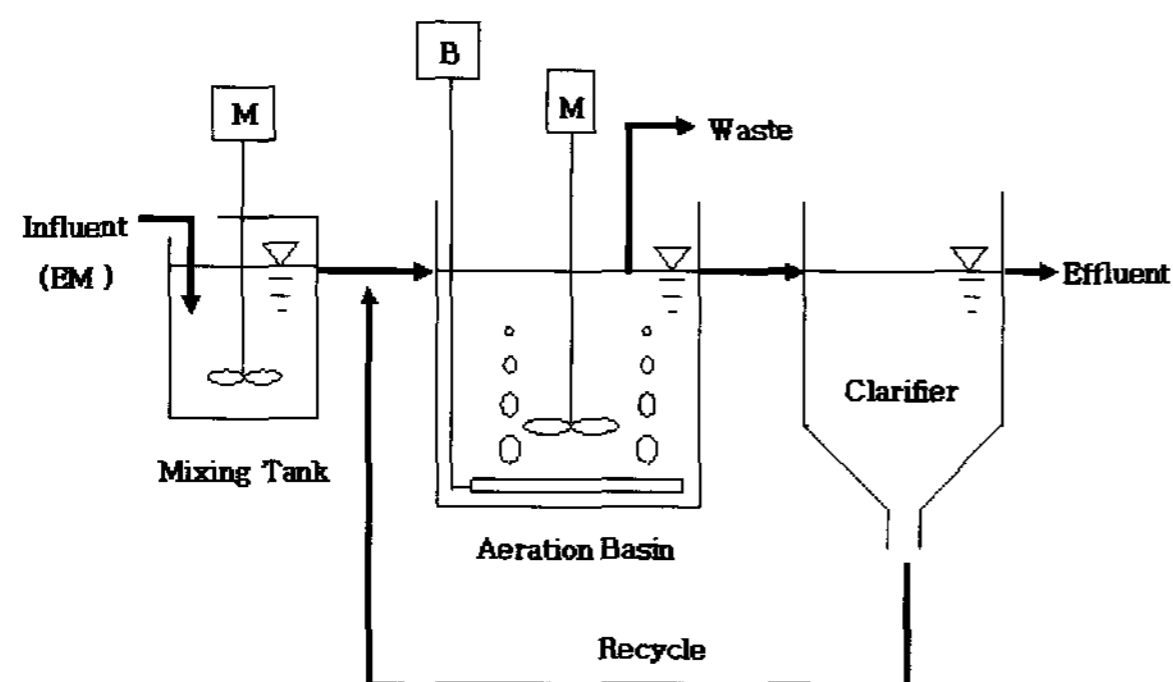 B
M
M
Waste
Influent
(EM )
Effluent
Clarifier
Mixing Tank
Aeration Basin
Recycle